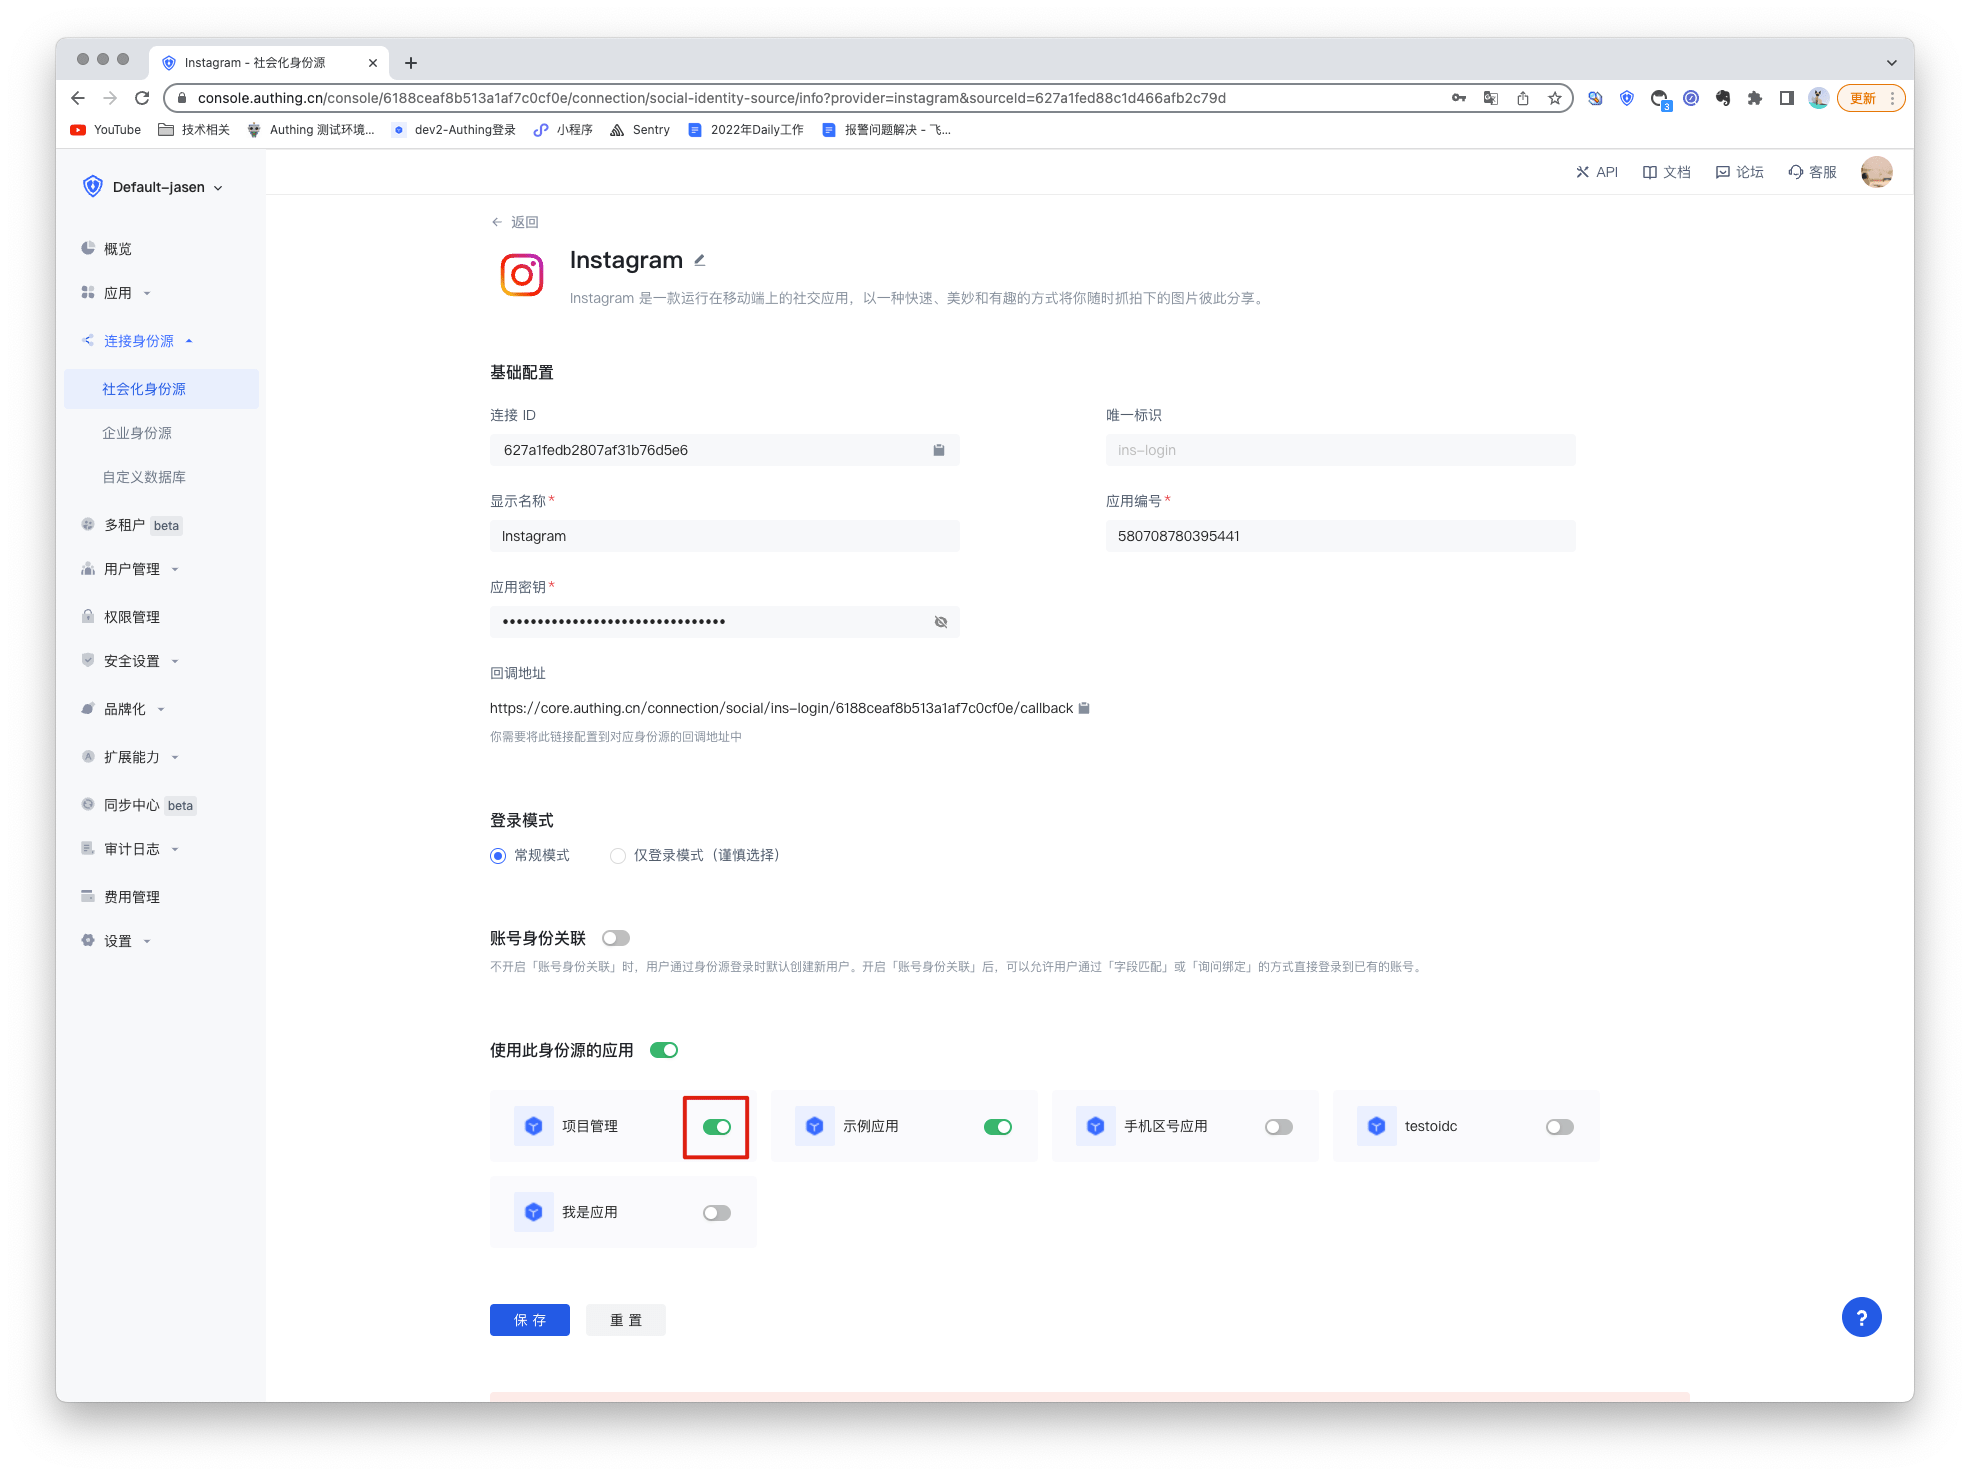 Instagram - 社会化身份源
console.authing.cn/console/6188ceaf8b513a1af7c0cf0e/connection/social-identity-source/info?provider=instagram&sourceId=627a1fed88c1d466afb2c79d
3
更新
YouTube 技术相关 Authing 测试环境... dev2-Authing登录 小程序 Sentry 2022年Daily工作 报警问题解决 - 飞...
Default-jasen
API 文档 论坛 客服
概览
应用
连接身份源
社会化身份源
企业身份源
自定义数据库
多租户 beta
用户管理
权限管理
安全设置
品牌化
扩展能力
同步中心 beta
审计日志
费用管理
设置
返回
Instagram
Instagram 是一款运行在移动端上的社交应用，以一种快速、美妙和有趣的方式将你随时抓拍下的图片彼此分享。
基础配置
连接 ID
627a1fedb2807af31b76d5e6
唯一标识
ins-login
显示名称*
Instagram
应用编号*
580708780395441
应用密钥*
••••••••••••••••••••••••••••••••
回调地址
https://core.authing.cn/connection/social/ins-login/6188ceaf8b513a1af7c0cf0e/callback
你需要将此链接配置到对应身份源的回调地址中
登录模式
常规模式 仅登录模式（谨慎选择）
账号身份关联
不开启「账号身份关联」时，用户通过身份源登录时默认创建新用户。开启「账号身份关联」后，可以允许用户通过「字段匹配」或「询问绑定」的方式直接登录到已有的账号。
使用此身份源的应用
项目管理 示例应用 手机区号应用 testoidc
我是应用
保存 重置
?